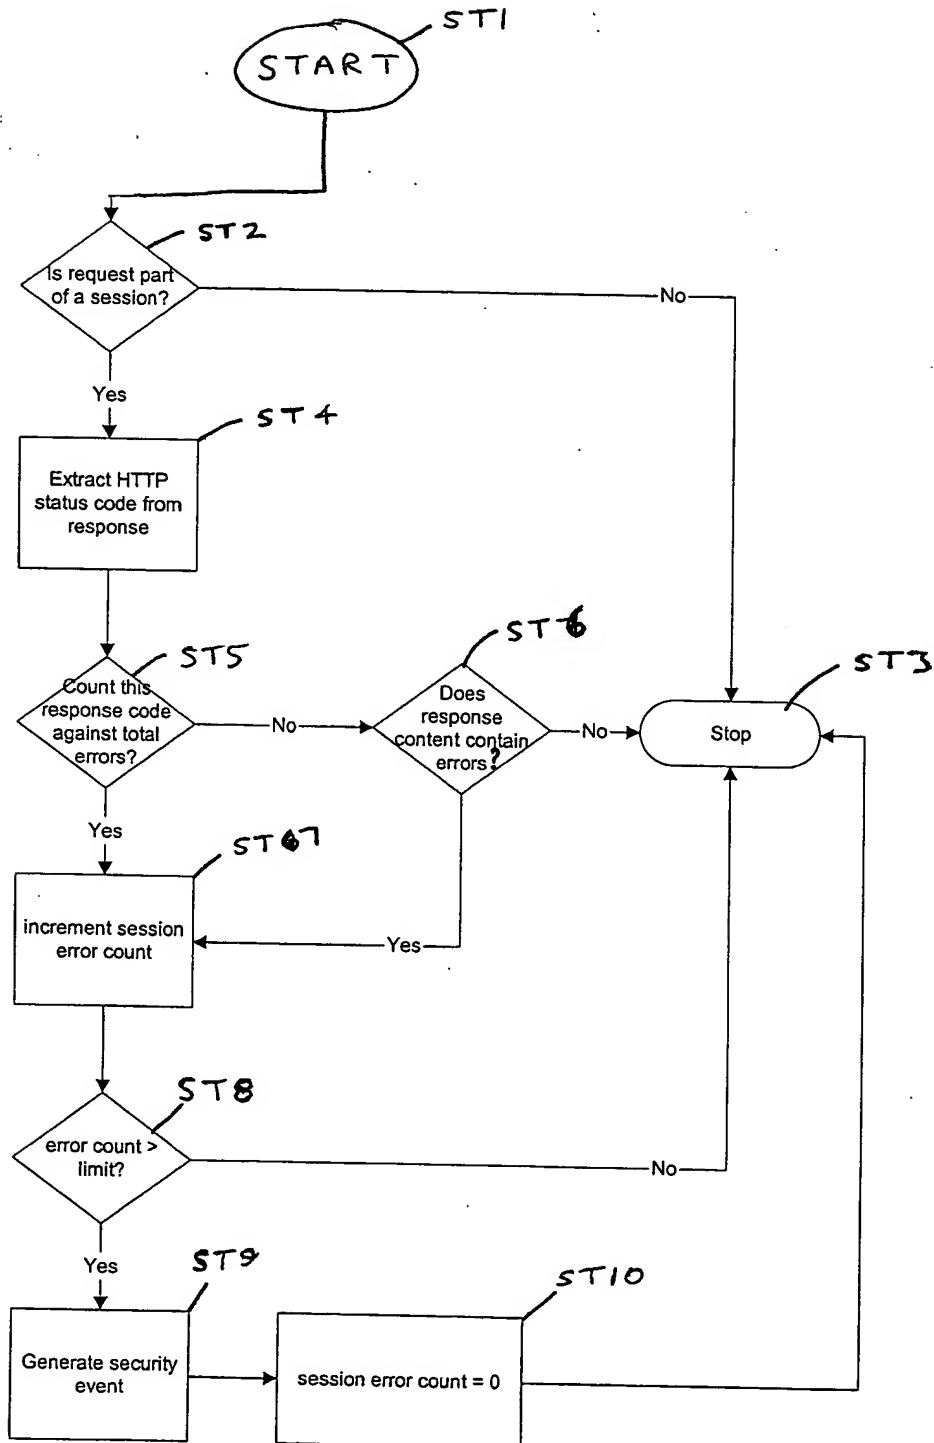 ST1
START
ST2
Is request part
of a session?
No
Yes
ST4
Extract HTTP
status code from
response
ST6
ST5
ST3
Count this
response code
against total
errors?
No
Does
response
content contain
errors?
No
Stop
Yes
ST7
increment session
error count
Yes
ST8
error count >
limit?
No
Yes
ST9
ST10
Generate security
event
session error count = 0